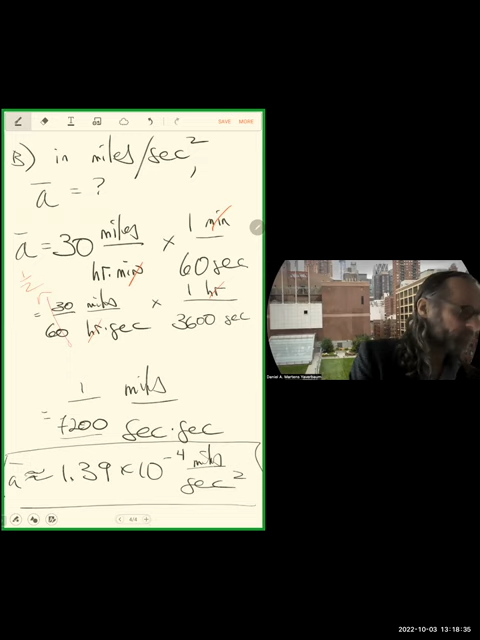 SAVE MORE
B) in miles/sec²,
a̅ = ?
a̅ = 30 miles/hr·min × 1 min/60 sec
1/2
= 30/60 miles/hr·sec × 1 hr/3600 sec
= 1/7200 miles/sec·sec
a̅ ≈ 1.39 × 10⁻⁴ miles/sec²
4/4
Daniel A. Martens Yaverbaum
2022-10-03 13:18:35